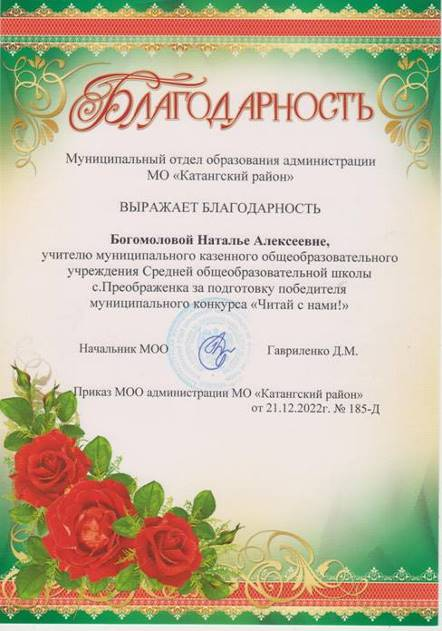 БЛАГОДАРНОСТЬ
Муниципальный отдел образования администрации
МО «Катангский район»
ВЫРАЖАЕТ БЛАГОДАРНОСТЬ
Богомоловой Наталье Алексеевне,
учителю муниципального казенного общеобразовательного
учреждения Средней общеобразовательной школы
с.Преображенка за подготовку победителя
муниципального конкурса «Читай с нами!»
Начальник МОО Гавриленко Д.М.
Приказ МОО администрации МО «Катангский район»
от 21.12.2022г. № 185-Д